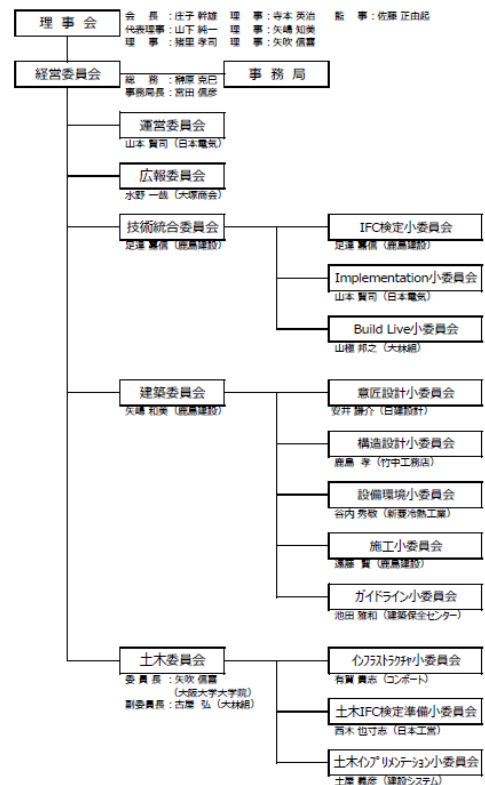 理 事 会
会 長：庄子 幹雄 理 事：寺本 英治 監 事：佐藤 正由起
代表理事：山下 純一 理 事：矢嶋 知美
理 事：猪里 孝司 理 事：矢吹 信喜
経営委員会
総 務：榊原 克巳
事務局長：宮田 信彦
事 務 局
運営委員会
山本 賢司（日本電気）
広報委員会
水野 一哉（大塚商会）
技術統合委員会
足達 嘉信（鹿島建設）
IFC検定小委員会
足達 嘉信（鹿島建設）
Implementation小委員会
山本 賢司（日本電気）
Build Live小委員会
山極 邦之（大林組）
建築委員会
矢嶋 和美（鹿島建設）
意匠設計小委員会
安井 謙介（日建設計）
構造設計小委員会
鹿島 孝（竹中工務店）
設備環境小委員会
谷内 秀敬（新菱冷熱工業）
施工小委員会
遠藤 賢（鹿島建設）
ガイドライン小委員会
池田 雅和（建築保全センター）
土木委員会
委 員 長：矢吹 信喜
（大阪大学大学院）
副委員長：古屋 弘（大林組）
インフラストラクチャ小委員会
有賀 貴志（コンポート）
土木IFC検定準備小委員会
西木 也寸志（日本工営）
土木インプリメンテーション小委員会
土屋 義彦（建設システム）